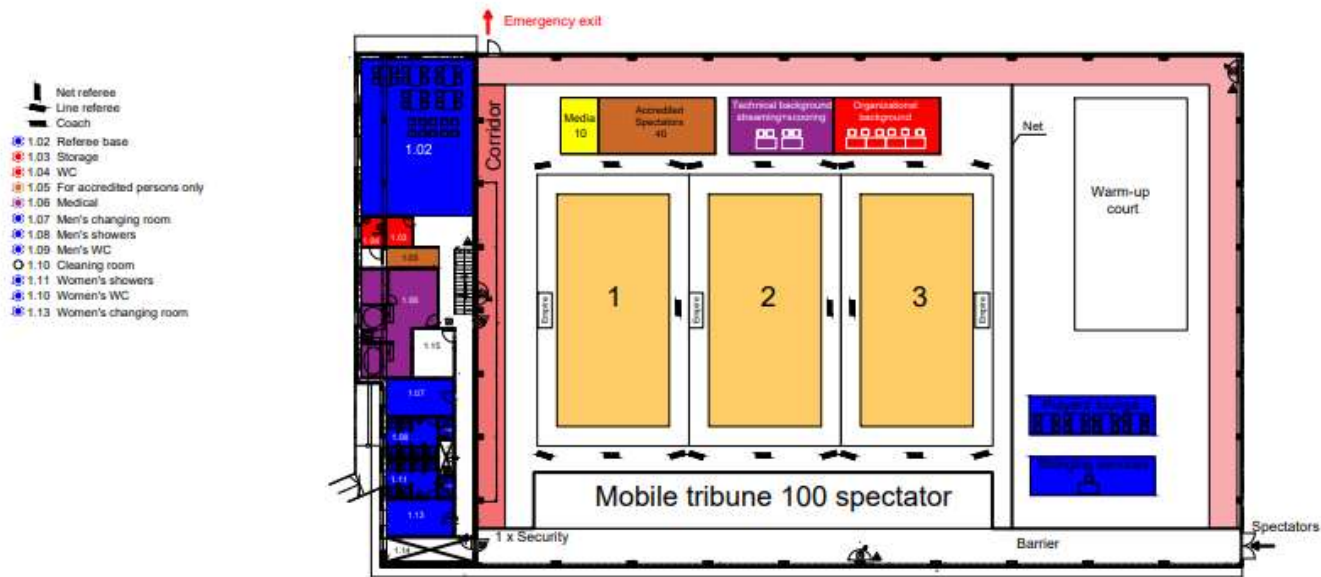 Emergency exit
Net referee
Line referee
Coach
1.02 Referee base
1.03 Storage
1.04 WC
1.05 For accredited persons only
1.06 Medical
1.07 Men's changing room
1.08 Men's showers
1.09 Men's WC
1.10 Cleaning room
1.11 Women's showers
1.10 Women's WC
1.13 Women's changing room
1.02
Corridor
Media
10
Accredited
Spectators
40
Technical background
streaming+scooring
Organizational
background
Net
Warm-up
court
1.03
1.06
1.15
1.07
1.08
1.11
1.13
1.14
1
2
3
Empire
Empire
Empire
Mobile tribune 100 spectator
1 x Security
Barrier
Spectators